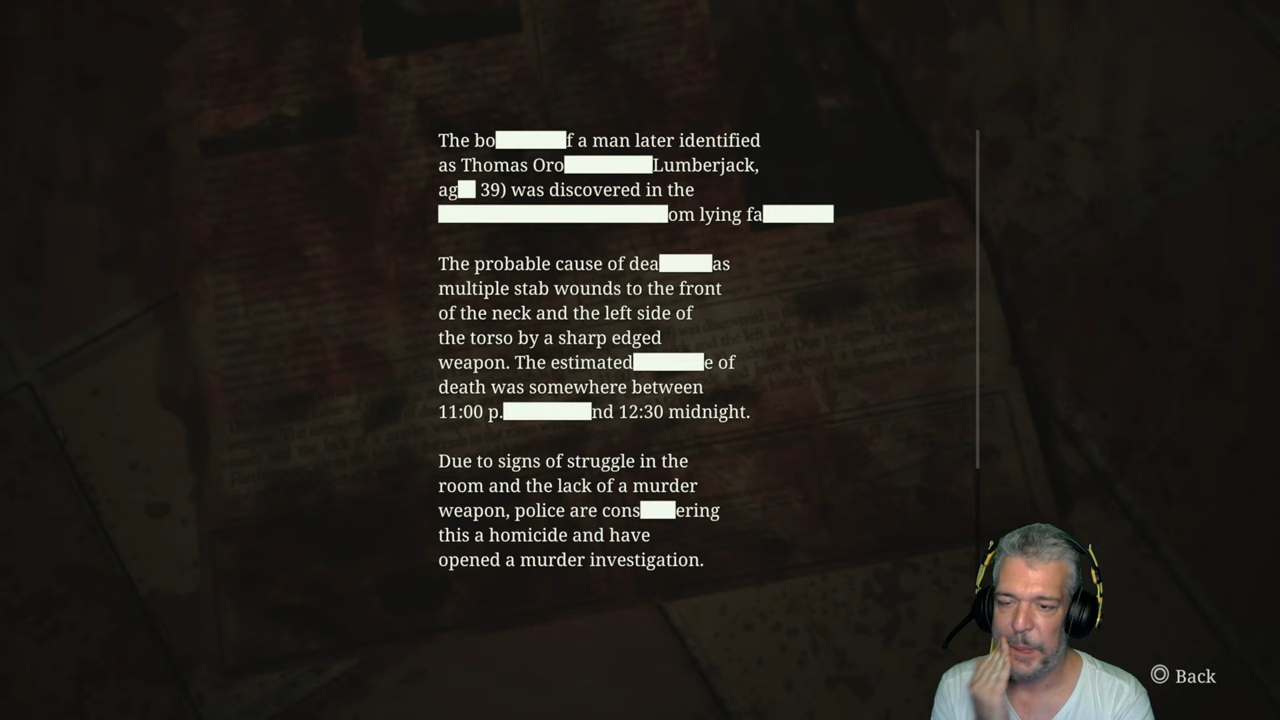 The bo f a man later identified
as Thomas Oro Lumberjack,
ag 39) was discovered in the
om lying fa
The probable cause of dea as
multiple stab wounds to the front
of the neck and the left side of
the torso by a sharp edged
weapon. The estimated e of
death was somewhere between
11:00 p. nd 12:30 midnight.
Due to signs of struggle in the
room and the lack of a murder
weapon, police are cons ering
this a homicide and have
opened a murder investigation.
Back